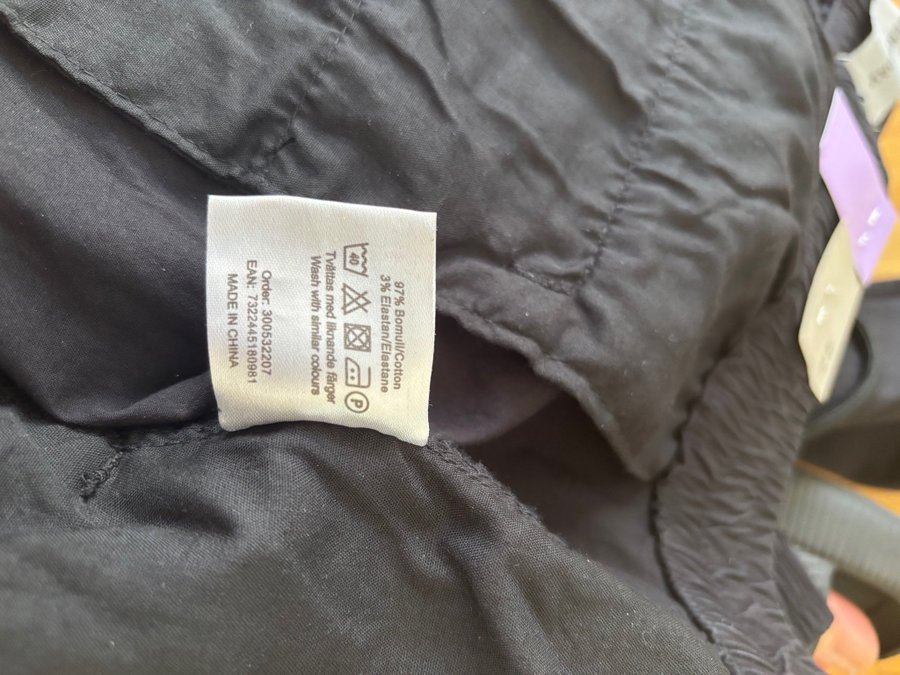 97% Bomull/Cotton
3% Elastan/Elastane
40
P
Tvättas med liknande färger
Wash with similar colours
Order: 300532207
EAN: 7322445180981
MADE IN CHINA